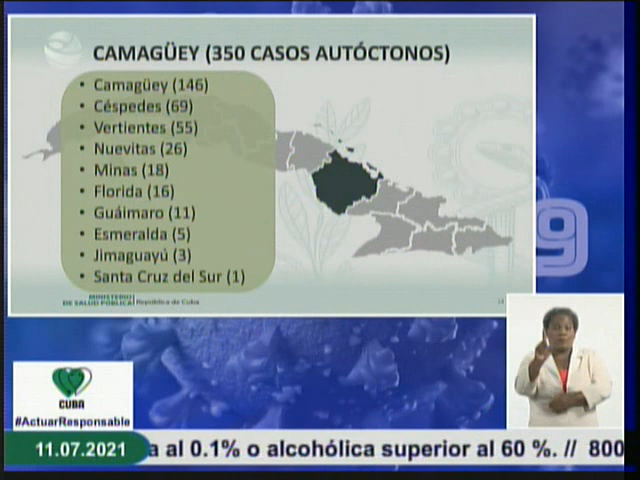 CAMAGÜEY (350 CASOS AUTÓCTONOS)
• Camagüey (146)
• Céspedes (69)
• Vertientes (55)
• Nuevitas (26)
• Minas (18)
• Florida (16)
• Guáimaro (11)
• Esmeralda (5)
• Jimaguayú (3)
• Santa Cruz del Sur (1)
MINISTERIO
DE SALUD PÚBLICA República de Cuba
9
CUBA
#ActuarResponsable
11.07.2021 a al 0.1% o alcohólica superior al 60 %. // 800